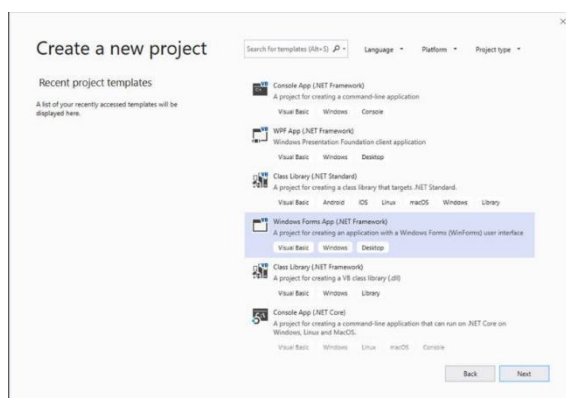 Create a new project
Search for templates (Alt+S)
Language
Platform
Project type
Recent project templates
A list of your recently accessed templates will be
displayed here.
Console App (.NET Framework)
A project for creating a command-line application
Visual Basic Windows Console
WPF App (.NET Framework)
Windows Presentation Foundation client application
Visual Basic Windows Desktop
Class Library (.NET Standard)
A project for creating a class library that targets .NET Standard.
Visual Basic Android iOS Linux macOS Windows Library
Windows Forms App (.NET Framework)
A project for creating an application with a Windows Forms (WinForms) user interface
Visual Basic Windows Desktop
Class Library (.NET Framework)
A project for creating a VB class library (.dll)
Visual Basic Windows Library
Console App (.NET Core)
A project for creating a command-line application that can run on .NET Core on
Windows, Linux and MacOS.
Visual Basic Windows Linux macOS Console
Back Next